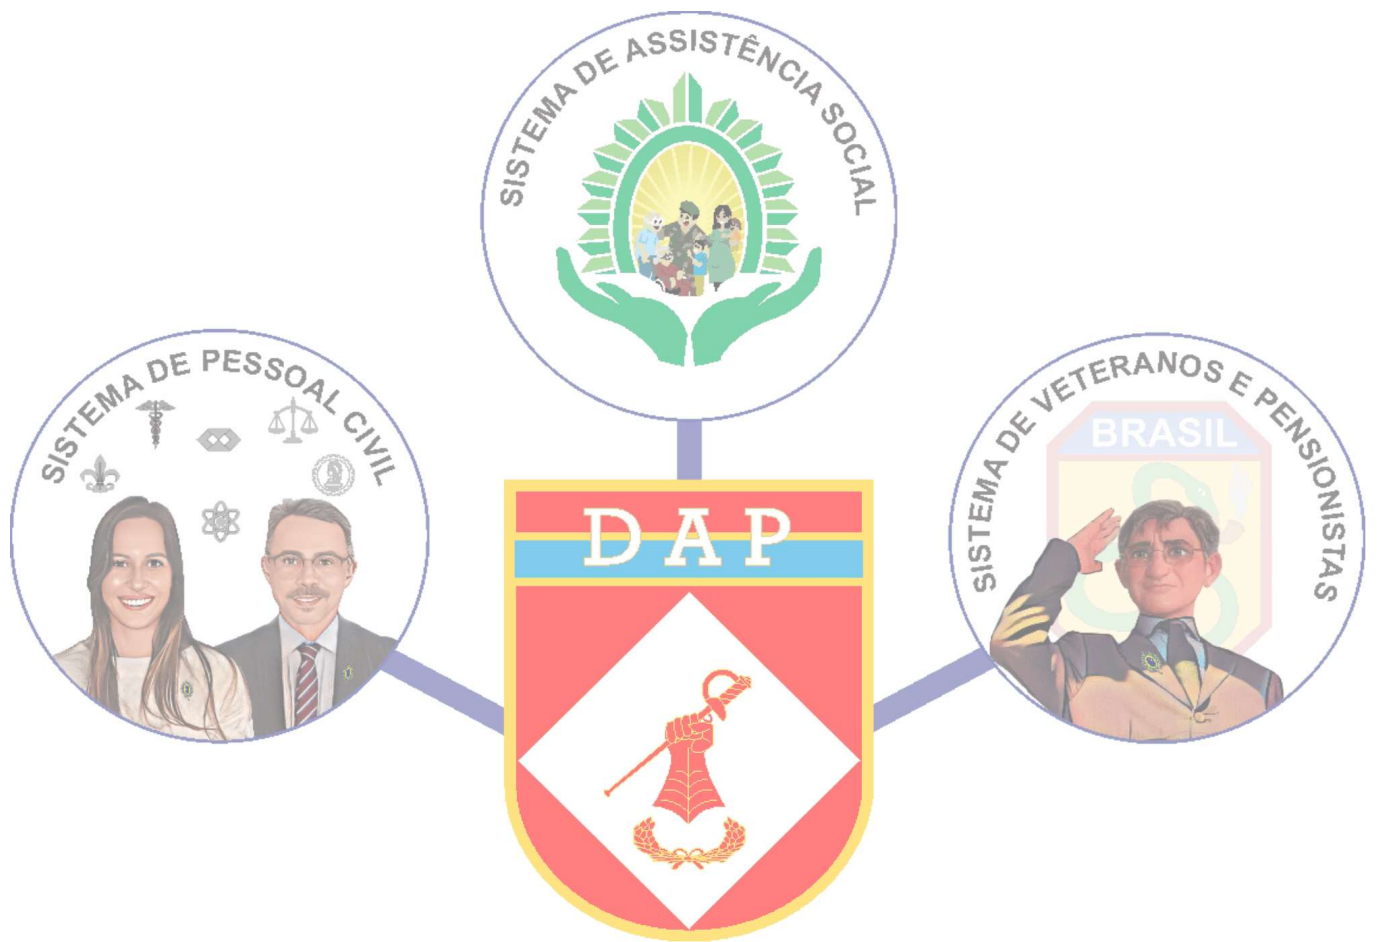 SISTEMA DE ASSISTÊNCIA SOCIAL
SISTEMA DE PESSOAL CIVIL
SISTEMA DE VETERANOS E PENSIONISTAS
BRASIL
DAP